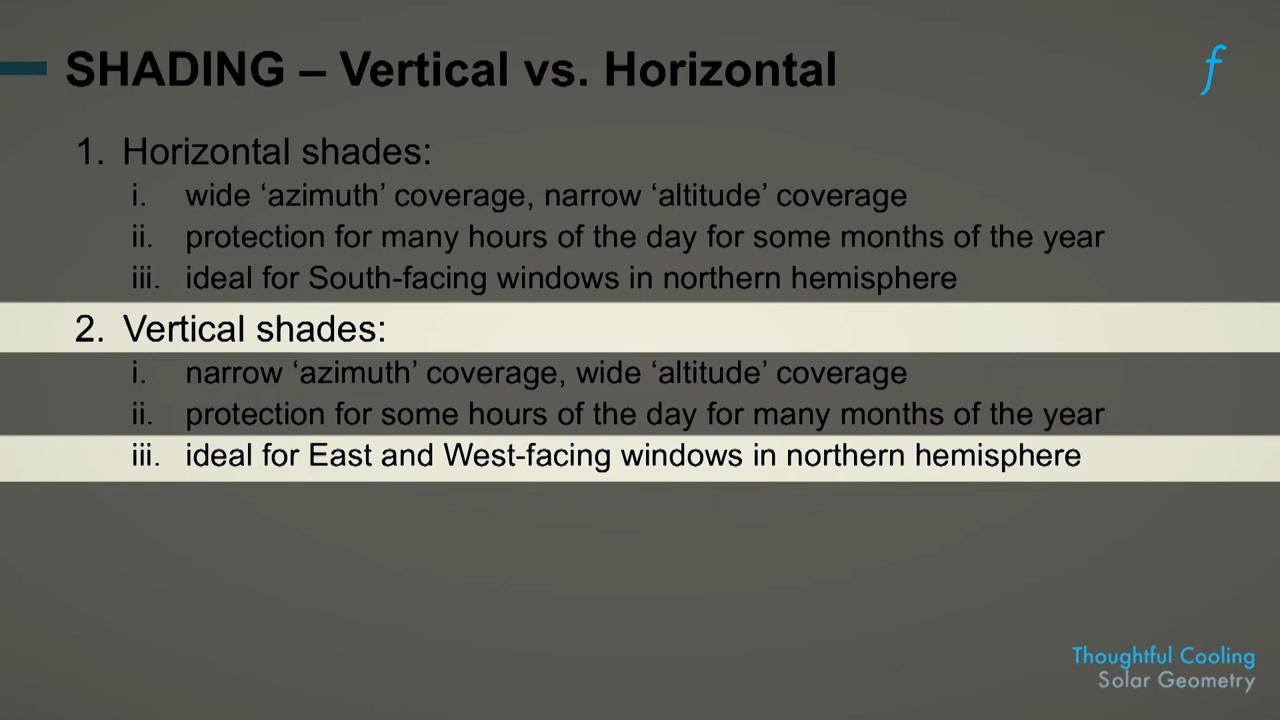 SHADING – Vertical vs. Horizontal
f
1. Horizontal shades:
i. wide ‘azimuth’ coverage, narrow ‘altitude’ coverage
ii. protection for many hours of the day for some months of the year
iii. ideal for South-facing windows in northern hemisphere
2. Vertical shades:
i. narrow ‘azimuth’ coverage, wide ‘altitude’ coverage
ii. protection for some hours of the day for many months of the year
iii. ideal for East and West-facing windows in northern hemisphere
Thoughtful Cooling
Solar Geometry